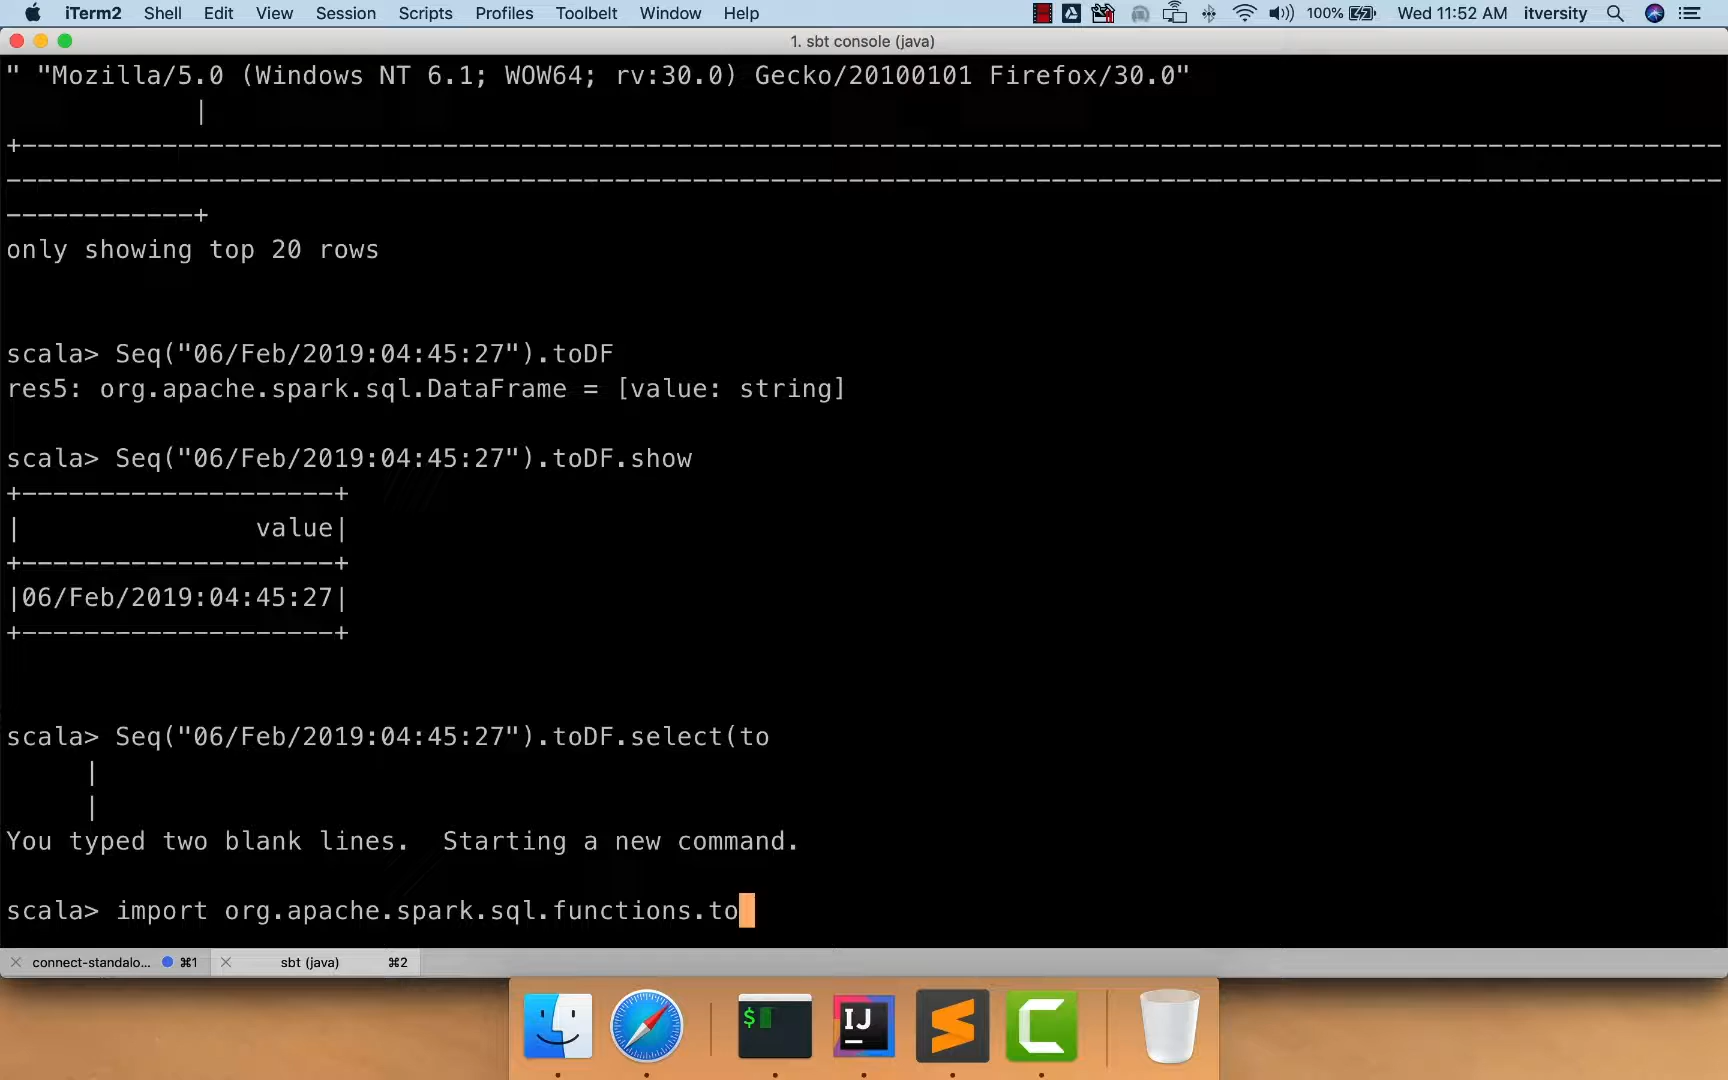 iTerm2 Shell Edit View Session Scripts Profiles Toolbelt Window Help 100% Wed 11:52 AM itversity
1. sbt console (java)
" "Mozilla/5.0 (Windows NT 6.1; WOW64; rv:30.0) Gecko/20100101 Firefox/30.0"
|
+-------------------------------------------------------------------------------------------------------------
--------------------------------------------------------------------------------------------------------------
------------+
only showing top 20 rows
scala> Seq("06/Feb/2019:04:45:27").toDF
res5: org.apache.spark.sql.DataFrame = [value: string]
scala> Seq("06/Feb/2019:04:45:27").toDF.show
+--------------------+
|               value|
+--------------------+
|06/Feb/2019:04:45:27|
+--------------------+
scala> Seq("06/Feb/2019:04:45:27").toDF.select(to
|
|
You typed two blank lines.  Starting a new command.
scala> import org.apache.spark.sql.functions.to
connect-standalo... ⌘1 sbt (java) ⌘2
$ IJ